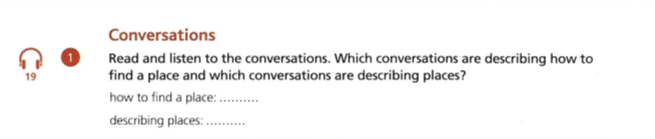 Conversations
1 Read and listen to the conversations. Which conversations are describing how to
19 find a place and which conversations are describing places?
how to find a place: ..........
describing places: ..........